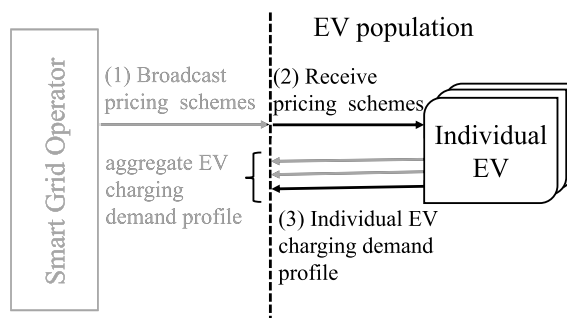 EV population
Smart Grid Operator
(1) Broadcast
pricing schemes
(2) Receive
pricing schemes
Individual
EV
aggregate EV
charging
demand profile
(3) Individual EV
charging demand
profile